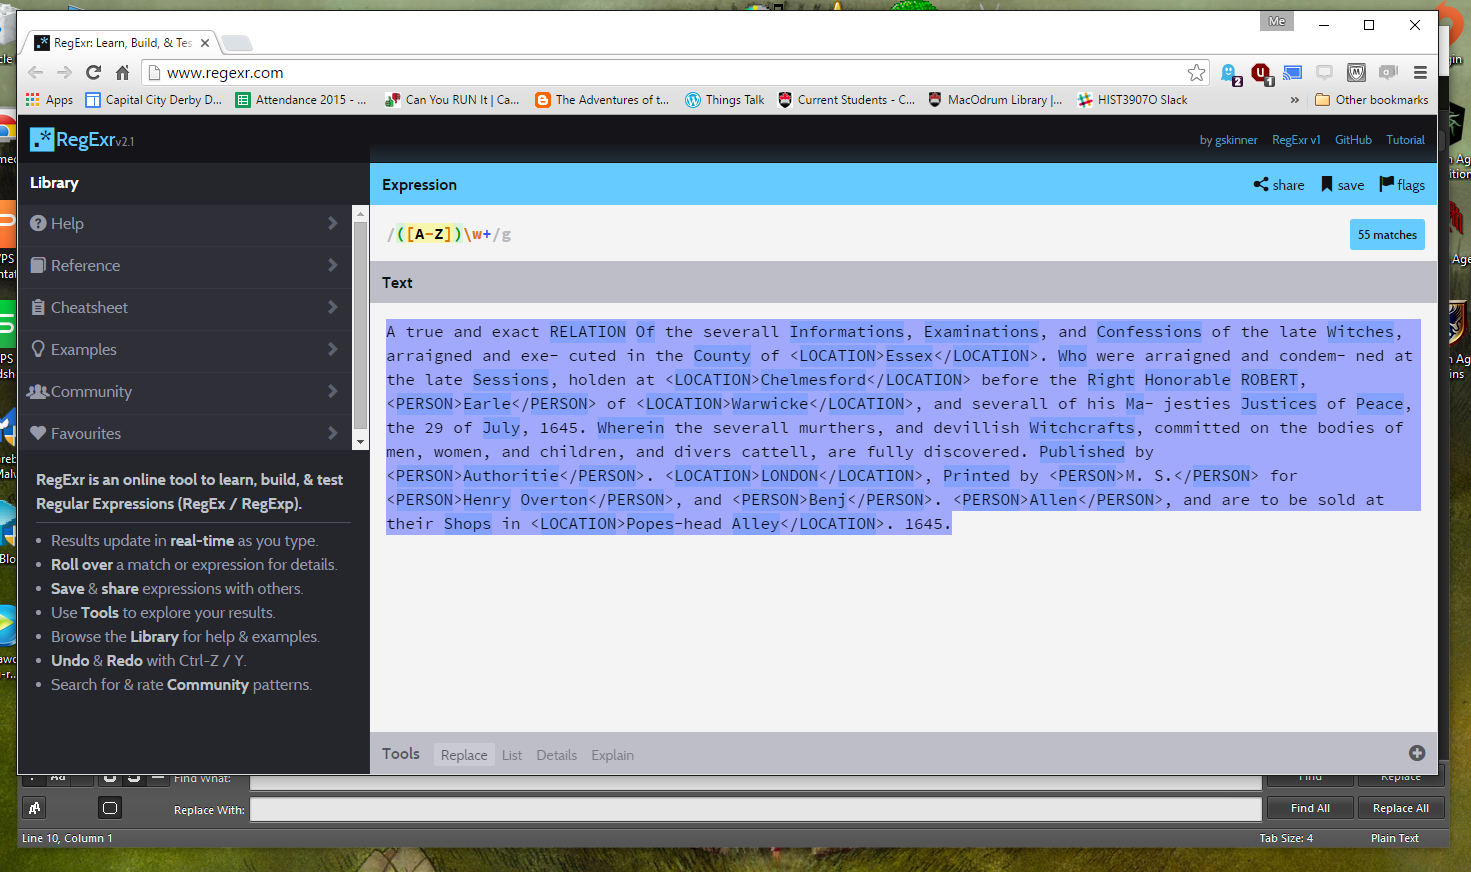 Me
RegExr: Learn, Build, & Tes
www.regexr.com
2
1
Apps
Capital City Derby D...
Attendance 2015 - ...
Can You RUN It | Ca...
The Adventures of t...
Things Talk
Current Students - C...
MacOdrum Library |...
HIST3907O Slack
»
Other bookmarks
.* RegExr v2.1
by gskinner
RegExr v1
GitHub
Tutorial
Library
Help
Reference
Cheatsheet
Examples
Community
Favourites
RegExr is an online tool to learn, build, & test
Regular Expressions (RegEx / RegExp).
• Results update in real-time as you type.
• Roll over a match or expression for details.
• Save & share expressions with others.
• Use Tools to explore your results.
• Browse the Library for help & examples.
• Undo & Redo with Ctrl-Z / Y.
• Search for & rate Community patterns.
Expression
share
save
flags
/([A-Z])\w+/g
55 matches
Text
A true and exact RELATION Of the severall Informations, Examinations, and Confessions of the late Witches,
arraigned and exe- cuted in the County of <LOCATION>Essex</LOCATION>. Who were arraigned and condem- ned at
the late Sessions, holden at <LOCATION>Chelmesford</LOCATION> before the Right Honorable ROBERT,
<PERSON>Earle</PERSON> of <LOCATION>Warwicke</LOCATION>, and severall of his Ma- jesties Justices of Peace,
the 29 of July, 1645. Wherein the severall murthers, and devillish Witchcrafts, committed on the bodies of
men, women, and children, and divers cattell, are fully discovered. Published by
<PERSON>Authoritie</PERSON>. <LOCATION>LONDON</LOCATION>, Printed by <PERSON>M. S.</PERSON> for
<PERSON>Henry Overton</PERSON>, and <PERSON>Benj</PERSON>. <PERSON>Allen</PERSON>, and are to be sold at
their Shops in <LOCATION>Popes-head Alley</LOCATION>. 1645.
Tools
Replace
List
Details
Explain
Find What:
Find
Replace
Replace With:
Find All
Replace All
Line 10, Column 1
Tab Size: 4
Plain Text